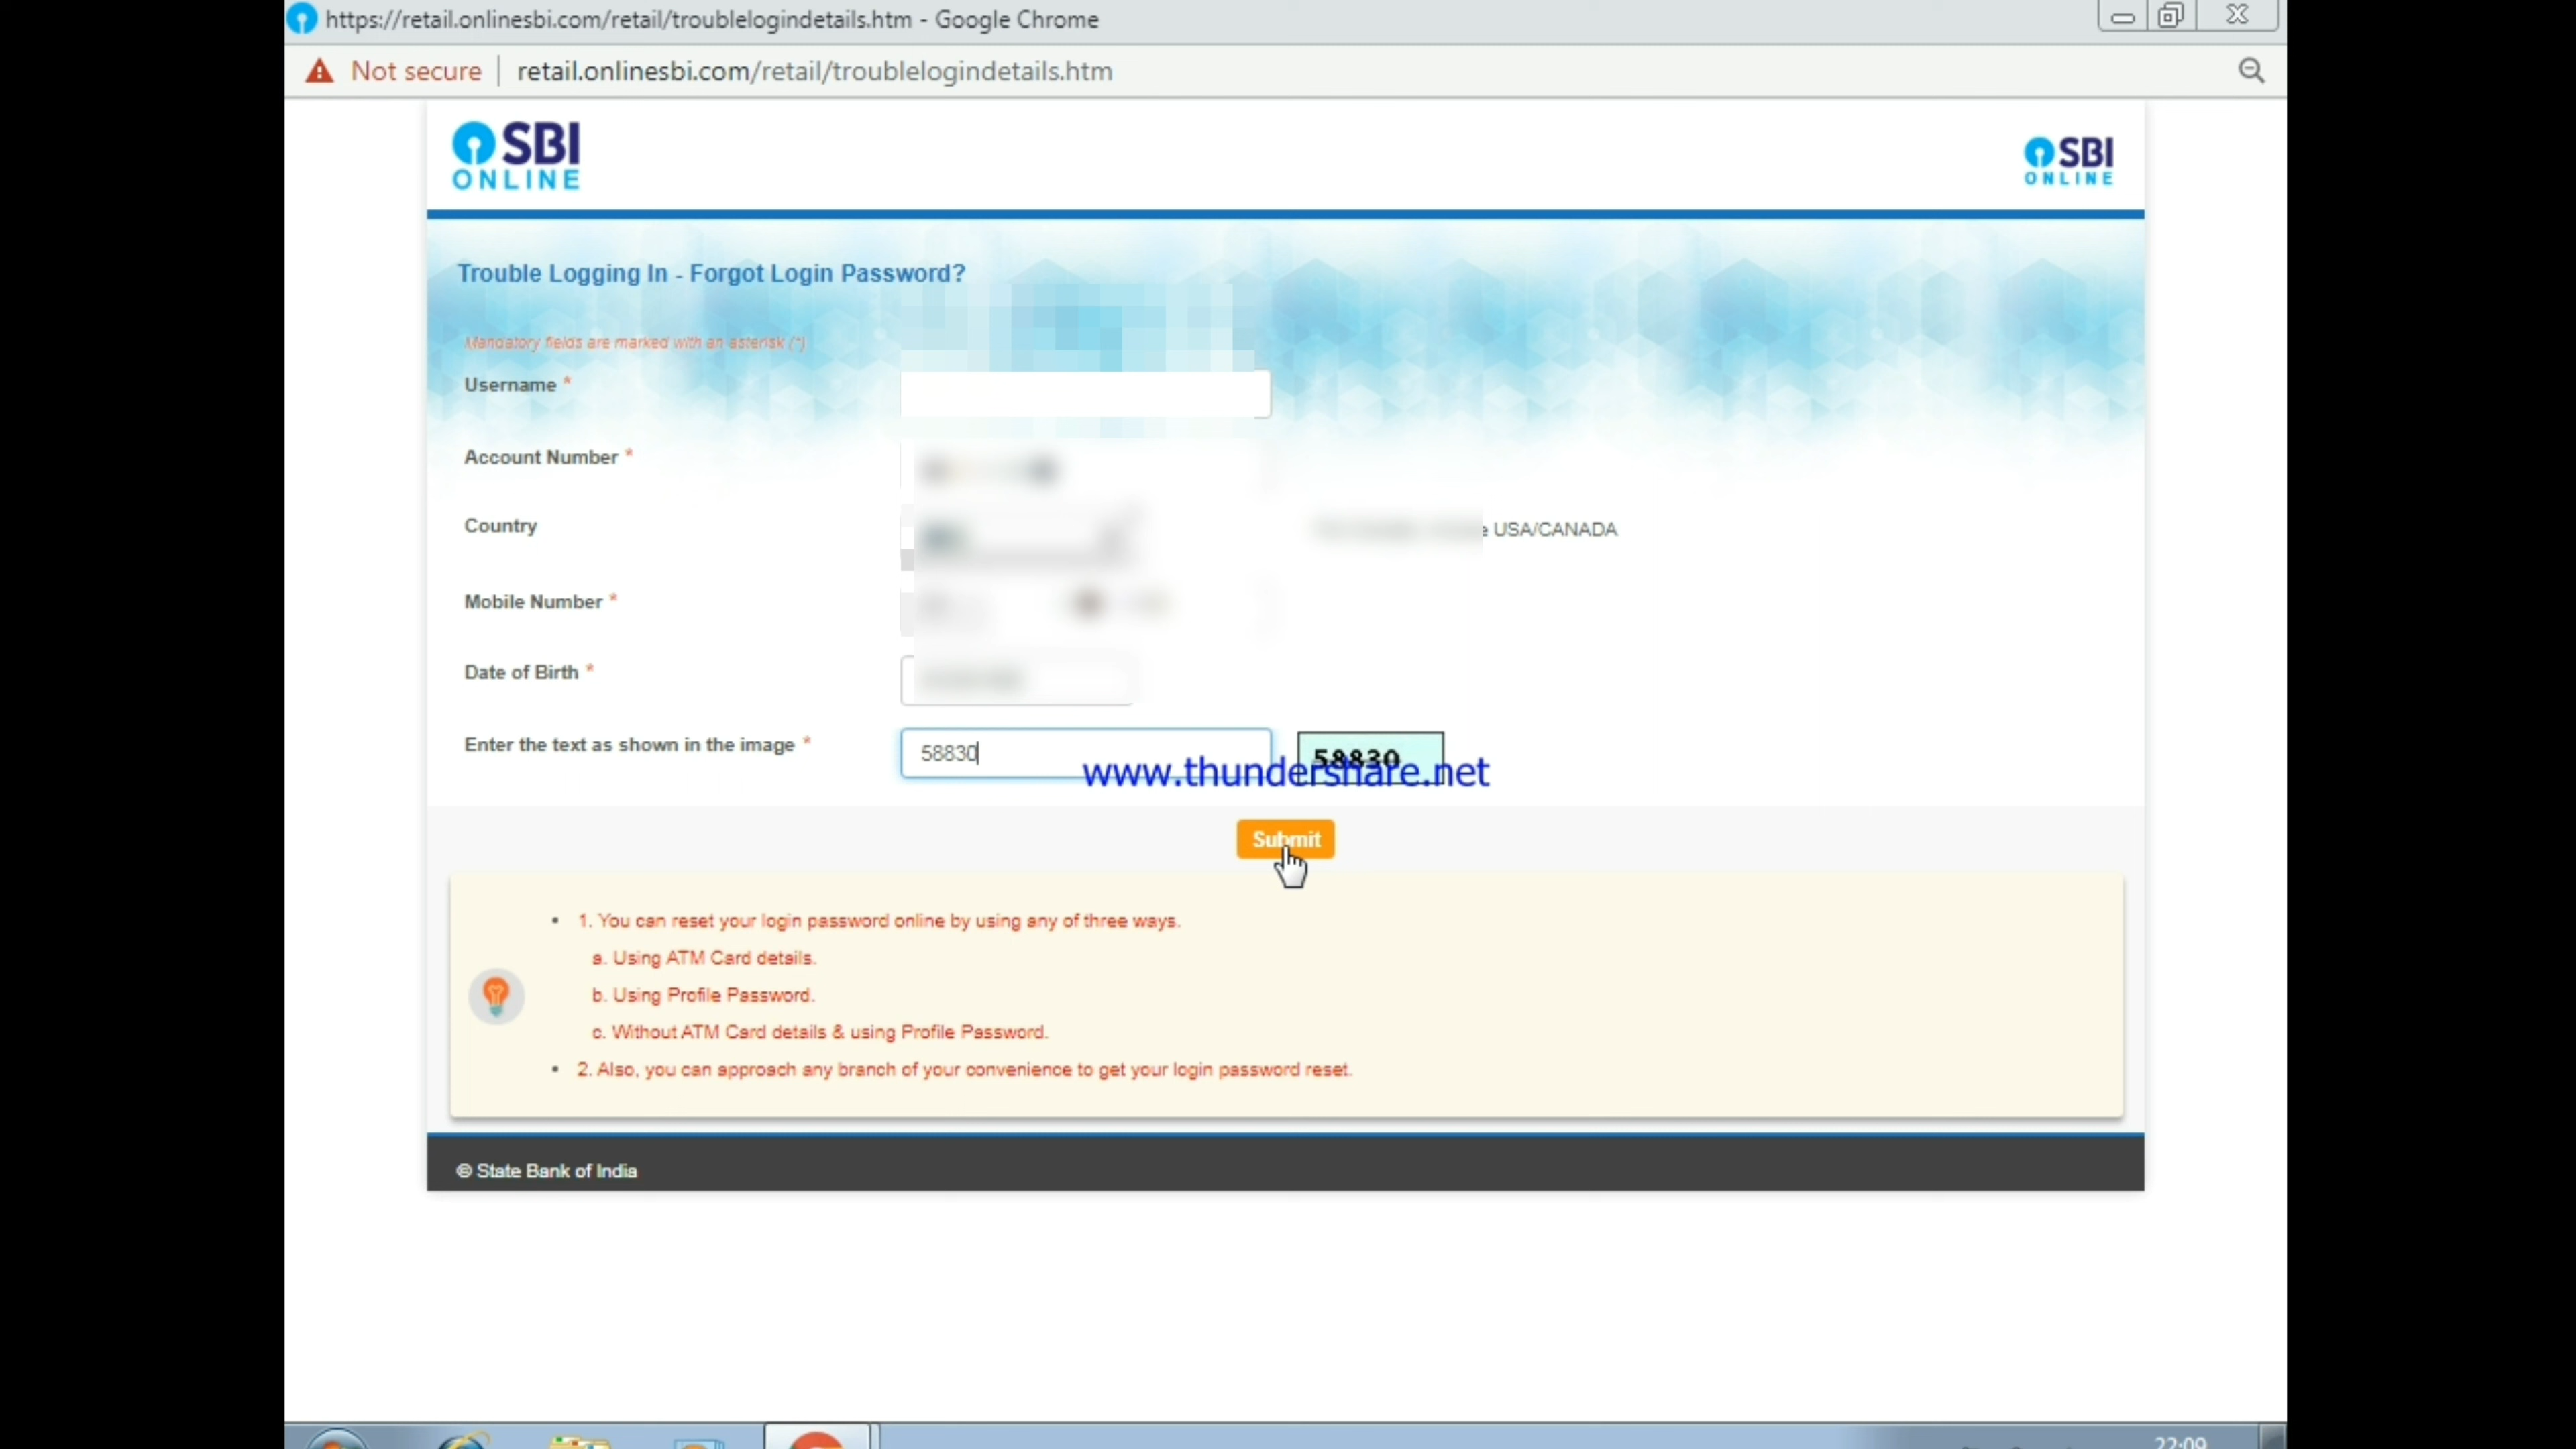 https://retail.onlinesbi.com/retail/troublelogindetails.htm - Google Chrome
Not secure retail.onlinesbi.com/retail/troublelogindetails.htm
SBI
ONLINE
SBI
ONLINE
Trouble Logging In - Forgot Login Password?
Mandatory fields are marked with an asterisk (*)
Username *
Account Number *
Country
USA/CANADA
Mobile Number *
Date of Birth *
Enter the text as shown in the image *
58830
58830
www.thundershare.net
Submit
• 1. You can reset your login password online by using any of three ways.
a. Using ATM Card details.
b. Using Profile Password.
c. Without ATM Card details & using Profile Password.
• 2. Also, you can approach any branch of your convenience to get your login password reset.
© State Bank of India
22:09